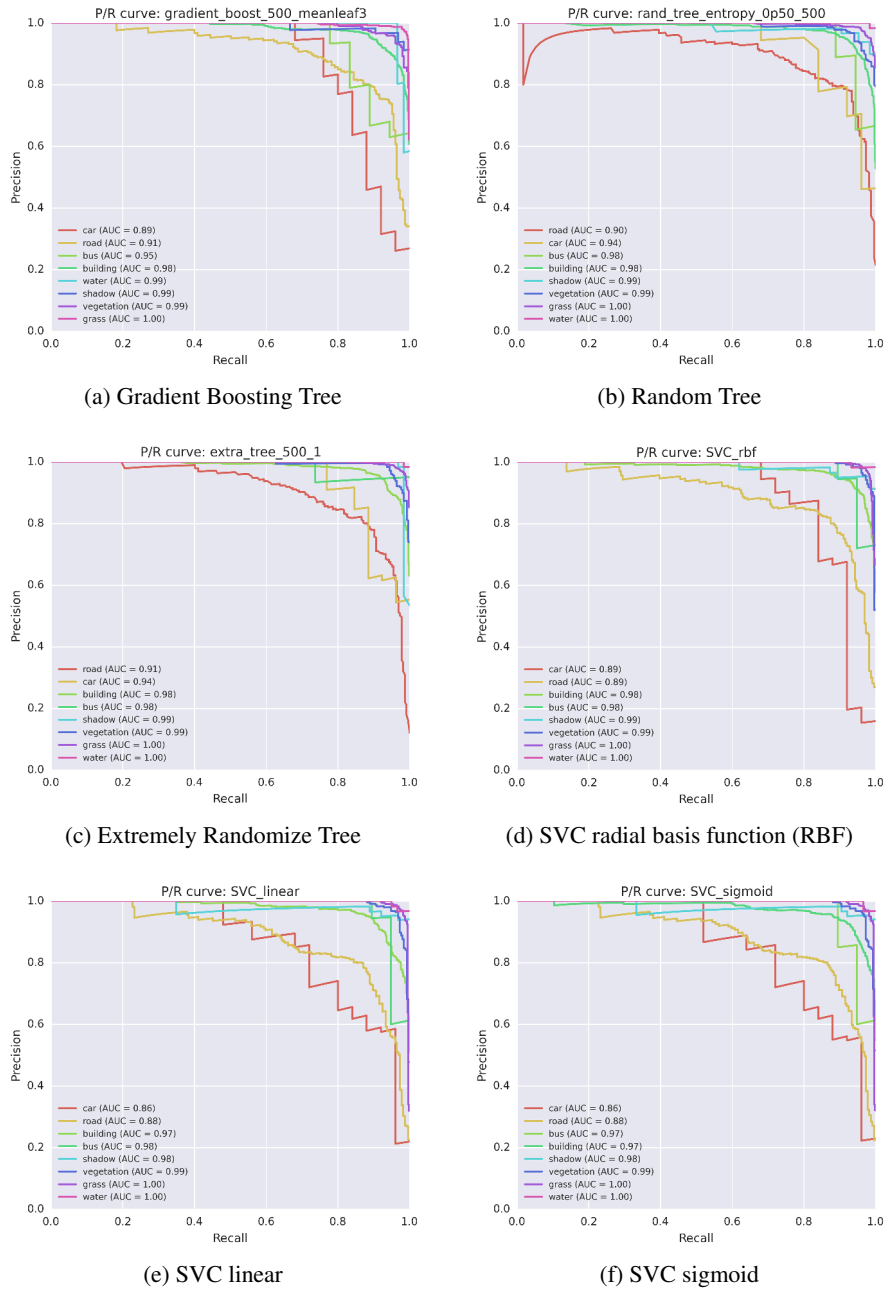 P/R curve: gradient_boost_500_meanleaf3
1.0
0.8
0.6
0.4
0.2
0.0
Precision
car (AUC = 0.89)
road (AUC = 0.91)
bus (AUC = 0.95)
building (AUC = 0.98)
water (AUC = 0.99)
shadow (AUC = 0.99)
vegetation (AUC = 0.99)
grass (AUC = 1.00)
0.0 0.2 0.4 0.6 0.8 1.0
Recall
(a) Gradient Boosting Tree
P/R curve: rand_tree_entropy_0p50_500
1.0
0.8
0.6
0.4
0.2
0.0
Precision
road (AUC = 0.90)
car (AUC = 0.94)
bus (AUC = 0.98)
building (AUC = 0.98)
shadow (AUC = 0.99)
vegetation (AUC = 0.99)
grass (AUC = 1.00)
water (AUC = 1.00)
0.0 0.2 0.4 0.6 0.8 1.0
Recall
(b) Random Tree
P/R curve: extra_tree_500_1
1.0
0.8
0.6
0.4
0.2
0.0
Precision
road (AUC = 0.91)
car (AUC = 0.94)
building (AUC = 0.98)
bus (AUC = 0.98)
shadow (AUC = 0.99)
vegetation (AUC = 0.99)
grass (AUC = 1.00)
water (AUC = 1.00)
0.0 0.2 0.4 0.6 0.8 1.0
Recall
(c) Extremely Randomize Tree
P/R curve: SVC_rbf
1.0
0.8
0.6
0.4
0.2
0.0
Precision
car (AUC = 0.89)
road (AUC = 0.89)
building (AUC = 0.98)
bus (AUC = 0.98)
shadow (AUC = 0.99)
vegetation (AUC = 0.99)
grass (AUC = 1.00)
water (AUC = 1.00)
0.0 0.2 0.4 0.6 0.8 1.0
Recall
(d) SVC radial basis function (RBF)
P/R curve: SVC_linear
1.0
0.8
0.6
0.4
0.2
0.0
Precision
car (AUC = 0.86)
road (AUC = 0.88)
building (AUC = 0.97)
bus (AUC = 0.98)
shadow (AUC = 0.98)
vegetation (AUC = 0.99)
grass (AUC = 1.00)
water (AUC = 1.00)
0.0 0.2 0.4 0.6 0.8 1.0
Recall
(e) SVC linear
P/R curve: SVC_sigmoid
1.0
0.8
0.6
0.4
0.2
0.0
Precision
car (AUC = 0.86)
road (AUC = 0.88)
bus (AUC = 0.97)
building (AUC = 0.97)
shadow (AUC = 0.98)
vegetation (AUC = 0.99)
grass (AUC = 1.00)
water (AUC = 1.00)
0.0 0.2 0.4 0.6 0.8 1.0
Recall
(f) SVC sigmoid